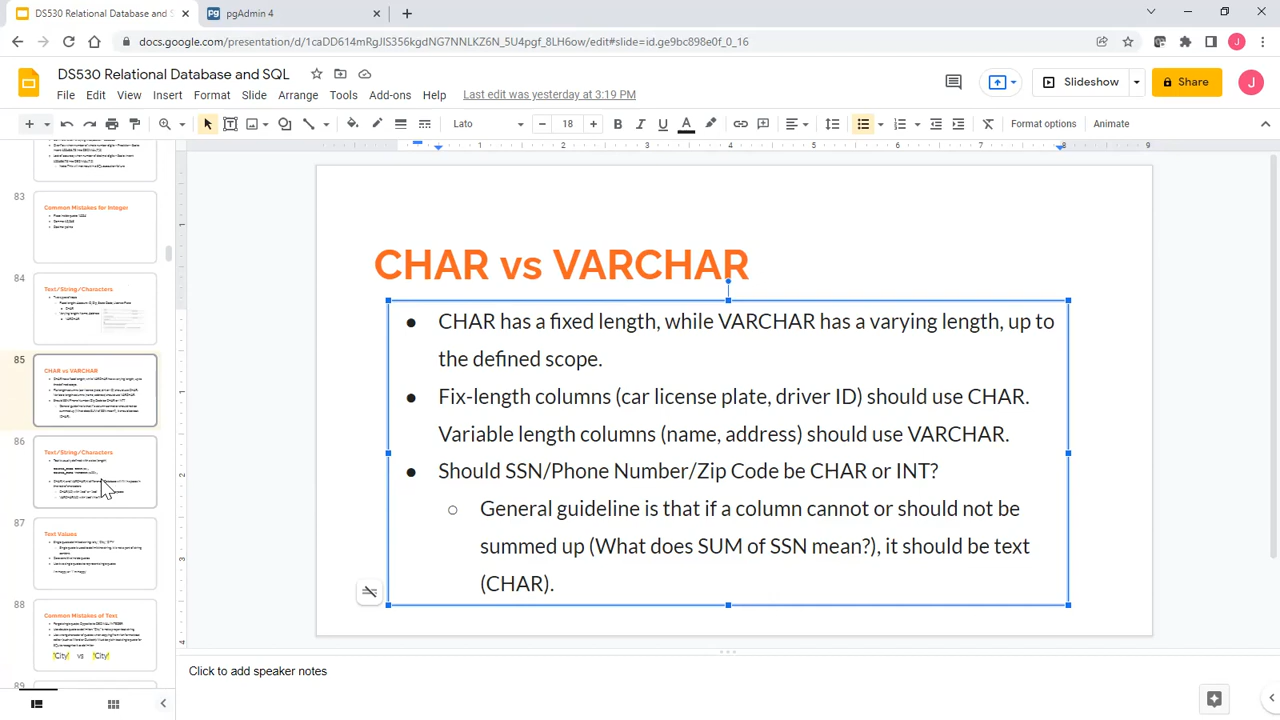 DS530 Relational Database and SQL
pgAdmin 4
docs.google.com/presentation/d/1caDD614mRgJIS356kgdNG7NNLKZ6N_5U4pgf_8LH6ow/edit#slide=id.ge9bc898e0f_0_16
DS530 Relational Database and SQL
Slideshow
Share
J
File Edit View Insert Format Slide Arrange Tools Add-ons Help Last edit was yesterday at 3:19 PM
Lato
18
Format options
Animate
83
Common Mistakes for Integer
84
Text/String/Characters
85
CHAR vs VARCHAR
86
Text/String/Characters
87
Text Values
88
Common Mistakes of Text
'City' vs 'City'
89
CHAR vs VARCHAR
● CHAR has a fixed length, while VARCHAR has a varying length, up to
the defined scope.
● Fix-length columns (car license plate, driver ID) should use CHAR.
Variable length columns (name, address) should use VARCHAR.
● Should SSN/Phone Number/Zip Code be CHAR or INT?
○ General guideline is that if a column cannot or should not be
summed up (What does SUM of SSN mean?), it should be text
(CHAR).
Click to add speaker notes